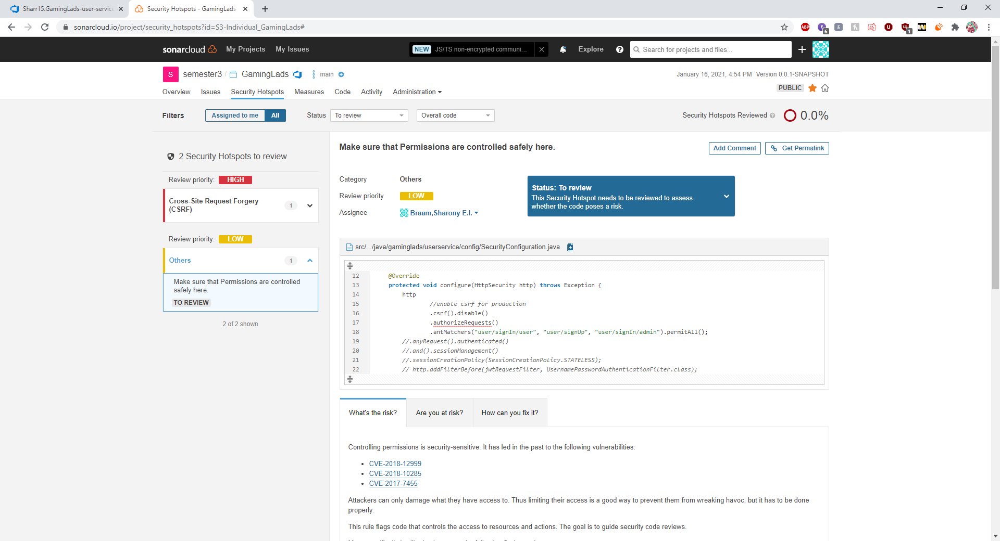 Sharr15.GamingLads-user-service
Security Hotspots - GamingLads
sonarcloud.io/project/security_hotspots?id=S3-Individual_GamingLads#
ABP
6
1
sonarcloud
My Projects
My Issues
NEW
JS/TS non-encrypted communi...
Explore
Search for projects and files...
S
semester3 /
GamingLads
main
January 16, 2021, 4:54 PM Version 0.0.1-SNAPSHOT
Overview
Issues
Security Hotspots
Measures
Code
Activity
Administration
PUBLIC
Filters
Assigned to me
All
Status
To review
Overall code
Security Hotspots Reviewed
0.0%
2 Security Hotspots to review
Review priority: HIGH
Cross-Site Request Forgery
(CSRF)
1
Review priority: LOW
Others
1
Make sure that Permissions are controlled
safely here.
TO REVIEW
2 of 2 shown
Make sure that Permissions are controlled safely here.
Add Comment
Get Permalink
Category
Others
Review priority
LOW
Assignee
Braam,Sharony E.I.
Status: To review
This Security Hotspot needs to be reviewed to assess
whether the code poses a risk.
src/.../java/gaminglads/userservice/config/SecurityConfiguration.java
12 @Override
13 protected void configure(HttpSecurity http) throws Exception {
14 http
15 //enable csrf for production
16 .csrf().disable()
17 .authorizeRequests()
18 .antMatchers("user/signIn/user", "user/signUp", "user/signIn/admin").permitAll();
19 //.anyRequest().authenticated()
20 //.and().sessionManagement()
21 //.sessionCreationPolicy(SessionCreationPolicy.STATELESS);
22 // http.addFilterBefore(jwtRequestFilter, UsernamePasswordAuthenticationFilter.class);
What's the risk?
Are you at risk?
How can you fix it?
Controlling permissions is security-sensitive. It has led in the past to the following vulnerabilities:
• CVE-2018-12999
• CVE-2018-10285
• CVE-2017-7455
Attackers can only damage what they have access to. Thus limiting their access is a good way to prevent them from wreaking havoc, but it has to be done
properly.
This rule flags code that controls the access to resources and actions. The goal is to guide security code reviews.